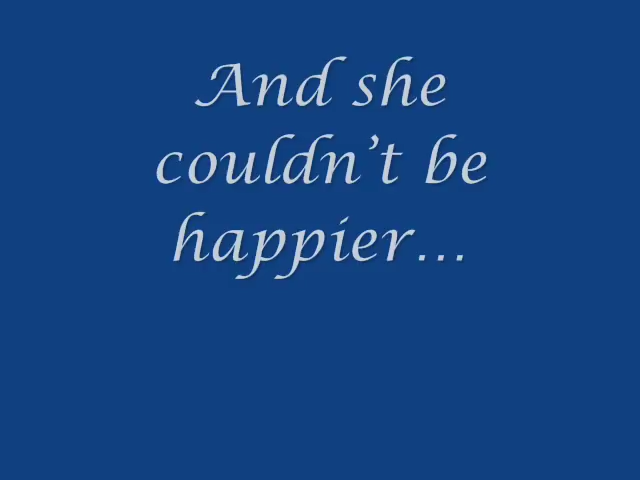 And she
couldn’t be
happier…